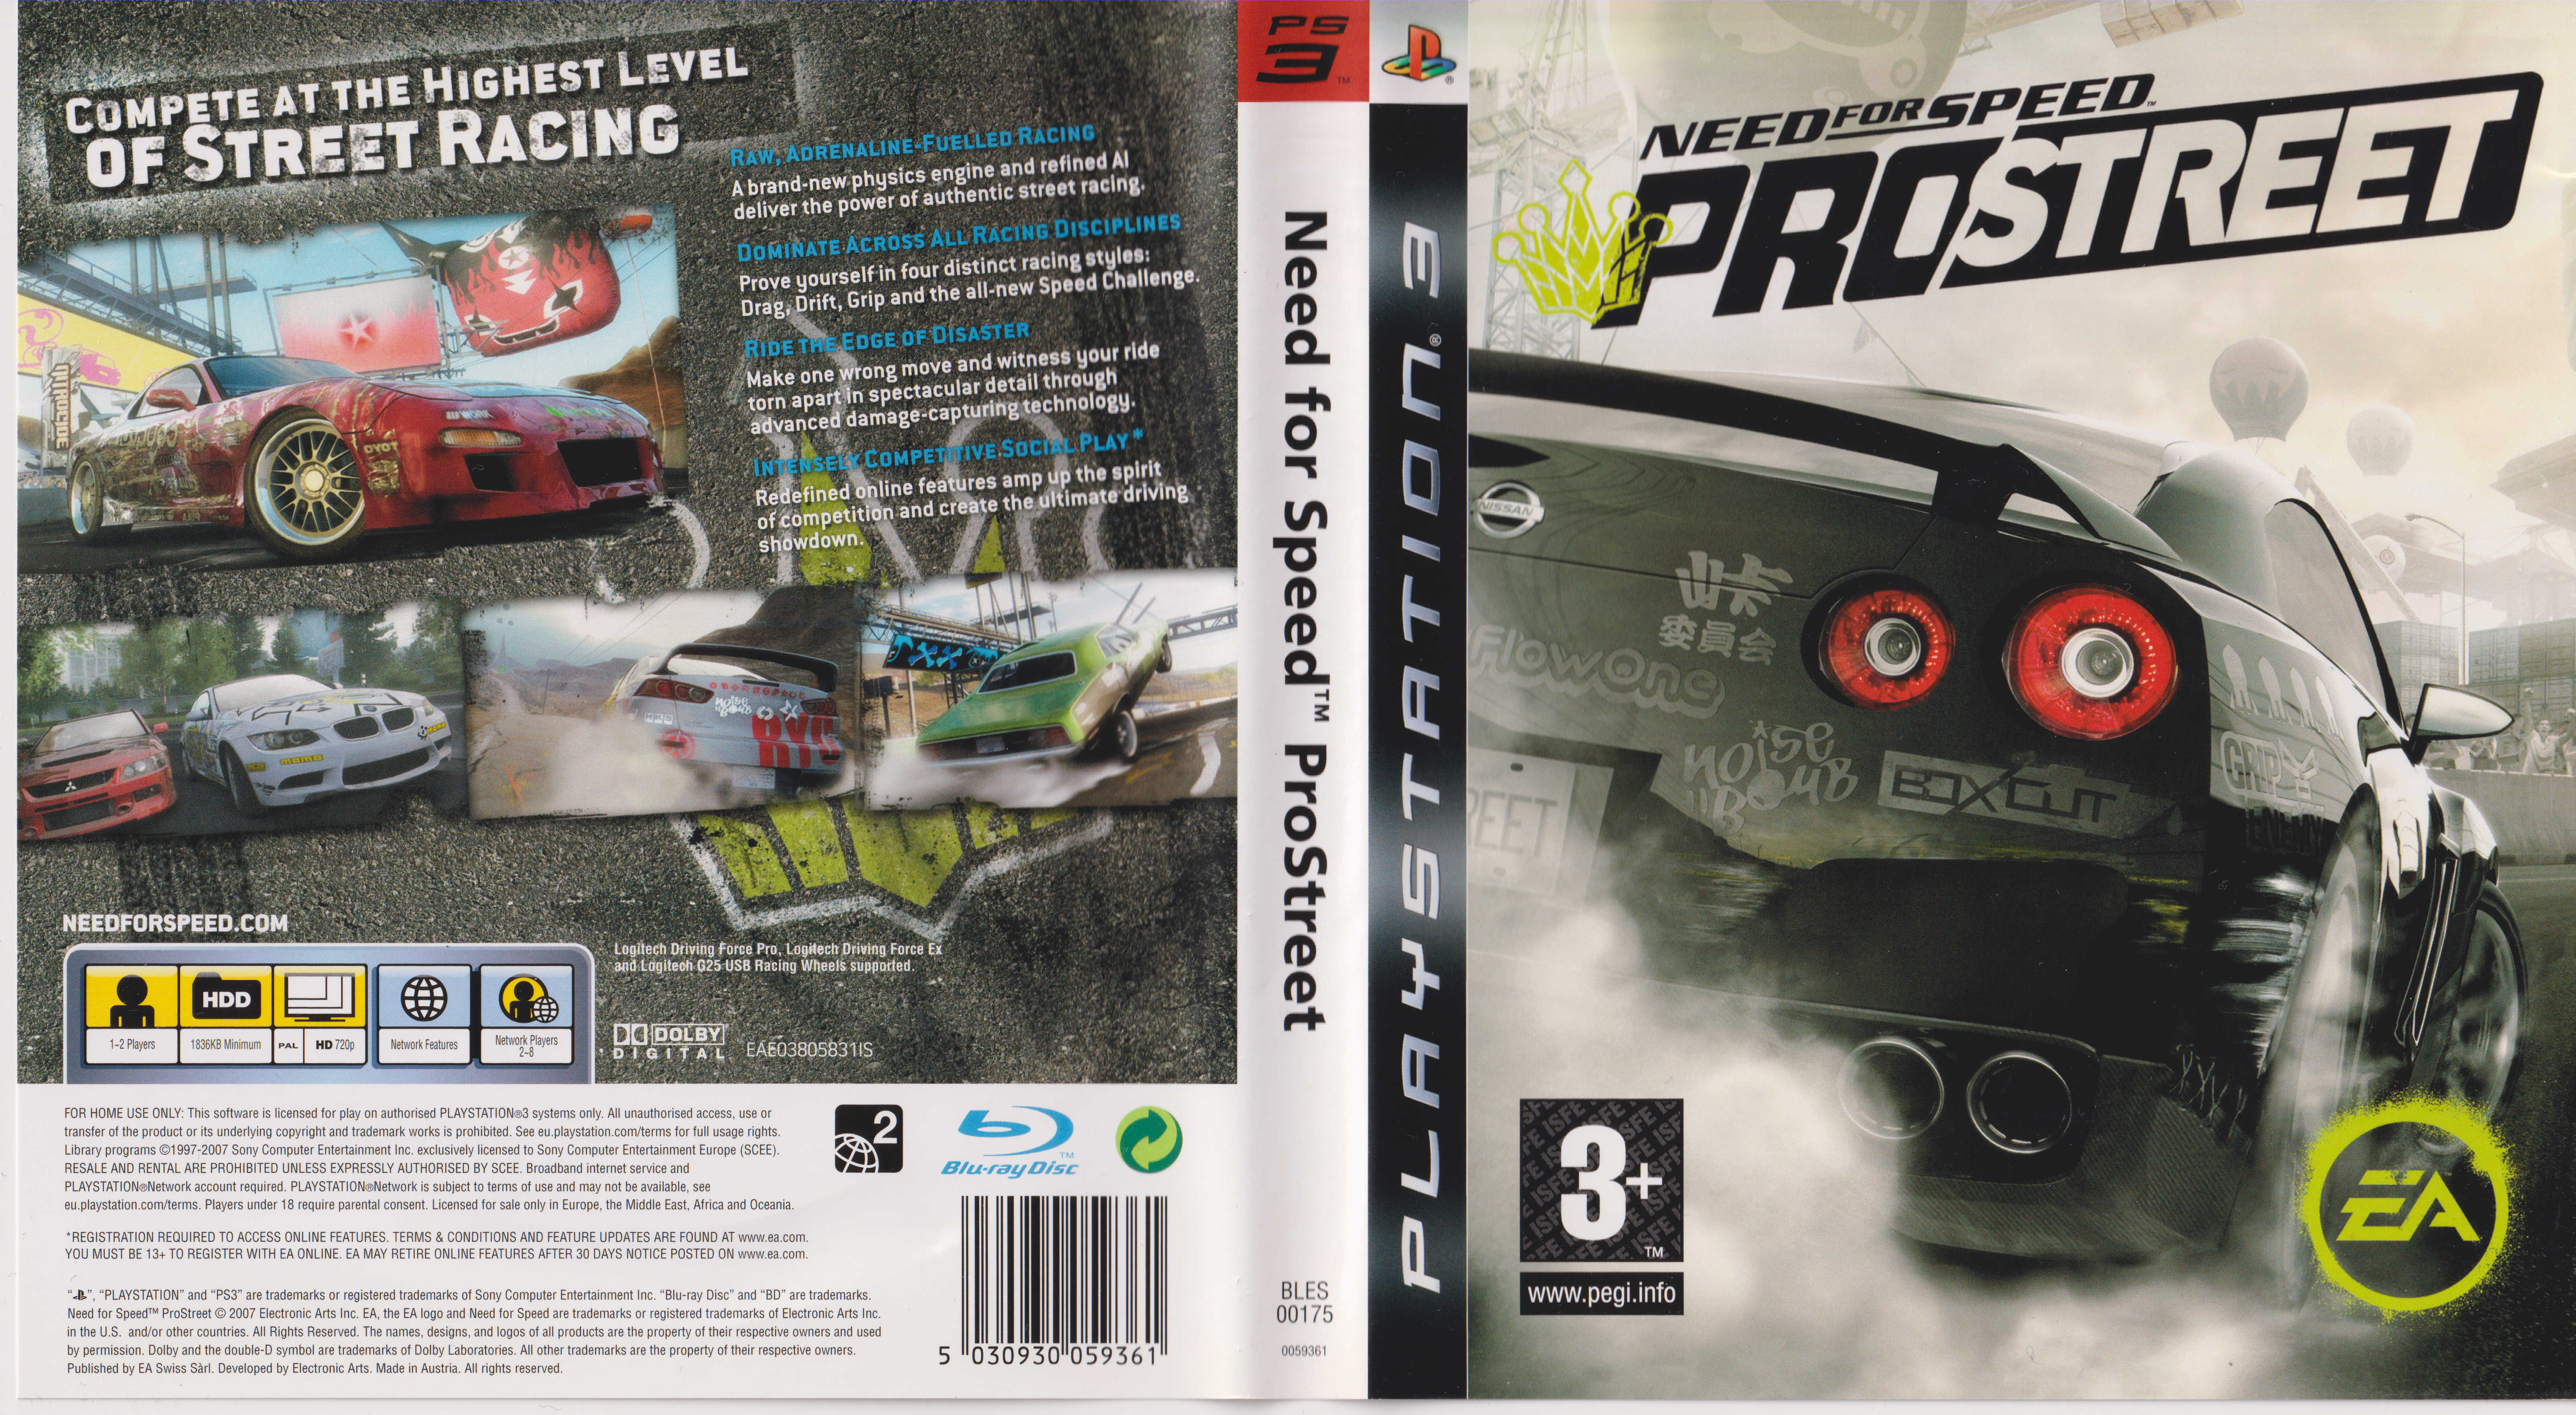 COMPETE AT THE HIGHEST LEVEL
OF STREET RACING
RAW, ADRENALINE-FUELLED RACING
A brand-new physics engine and refined AI
deliver the power of authentic street racing.
DOMINATE ACROSS ALL RACING DISCIPLINES
Prove yourself in four distinct racing styles:
Drag, Drift, Grip and the all-new Speed Challenge.
RIDE THE EDGE OF DISASTER
Make one wrong move and witness your ride
torn apart in spectacular detail through
advanced damage-capturing technology.
INTENSELY COMPETITIVE SOCIAL PLAY*
Redefined online features amp up the spirit
of competition and create the ultimate driving
showdown.
WORK
TOYO
momo
HKS
NOISE
BOMB
RYO
NEEDFORSPEED.COM
Logitech Driving Force Pro, Logitech Driving Force Ex
and Logitech G25 USB Racing Wheels supported.
HDD
1~2 Players
1836KB Minimum
PAL
HD 720p
Network Features
Network Players
2~8
DOLBY
DIGITAL
EAE03805831IS
FOR HOME USE ONLY: This software is licensed for play on authorised PLAYSTATION®3 systems only. All unauthorised access, use or
transfer of the product or its underlying copyright and trademark works is prohibited. See eu.playstation.com/terms for full usage rights.
Library programs ©1997-2007 Sony Computer Entertainment Inc. exclusively licensed to Sony Computer Entertainment Europe (SCEE).
RESALE AND RENTAL ARE PROHIBITED UNLESS EXPRESSLY AUTHORISED BY SCEE. Broadband internet service and
PLAYSTATION®Network account required. PLAYSTATION®Network is subject to terms of use and may not be available, see
eu.playstation.com/terms. Players under 18 require parental consent. Licensed for sale only in Europe, the Middle East, Africa and Oceania.
*REGISTRATION REQUIRED TO ACCESS ONLINE FEATURES. TERMS & CONDITIONS AND FEATURE UPDATES ARE FOUND AT www.ea.com.
YOU MUST BE 13+ TO REGISTER WITH EA ONLINE. EA MAY RETIRE ONLINE FEATURES AFTER 30 DAYS NOTICE POSTED ON www.ea.com.
"", "PLAYSTATION" and "PS3" are trademarks or registered trademarks of Sony Computer Entertainment Inc. "Blu-ray Disc" and "BD" are trademarks.
Need for Speed™ ProStreet © 2007 Electronic Arts Inc. EA, the EA logo and Need for Speed are trademarks or registered trademarks of Electronic Arts Inc.
in the U.S. and/or other countries. All Rights Reserved. The names, designs, and logos of all products are the property of their respective owners and used
by permission. Dolby and the double-D symbol are trademarks of Dolby Laboratories. All other trademarks are the property of their respective owners.
Published by EA Swiss Sàrl. Developed by Electronic Arts. Made in Austria. All rights reserved.
2
Blu-ray Disc™
5 030930 059361
PS3™
Need for Speed™ ProStreet
BLES
00175
0059361
PLAYSTATION®3
NEED FOR SPEED™
PROSTREET
NISSAN
委員会
FlowOne
NOISE
BOMB
BOXCUT
GRIP
REET
3+™
ISFE
www.pegi.info
EA